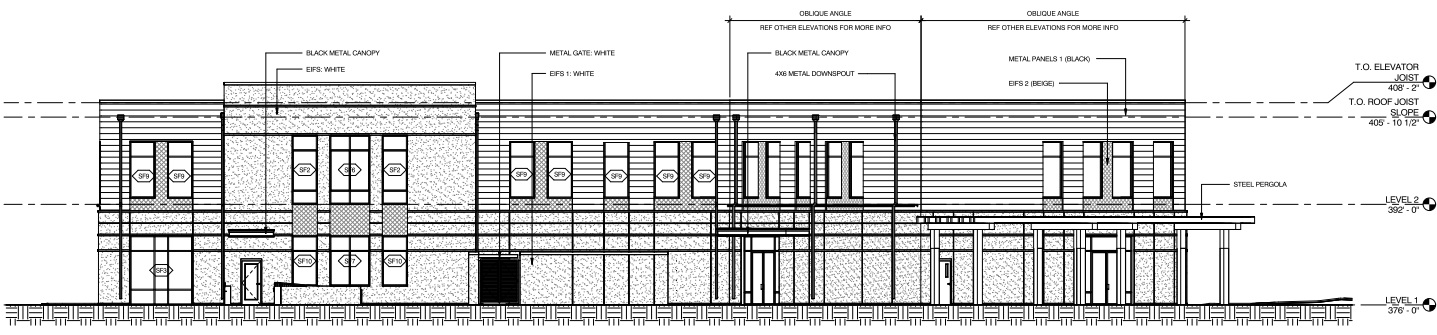 OBLIQUE ANGLE
OBLIQUE ANGLE
REF OTHER ELEVATIONS FOR MORE INFO
REF OTHER ELEVATIONS FOR MORE INFO
BLACK METAL CANOPY
METAL GATE: WHITE
BLACK METAL CANOPY
METAL PANELS 1 (BLACK)
EIFS: WHITE
EIFS 1: WHITE
4X6 METAL DOWNSPOUT
EIFS 2 (BEIGE)
T.O. ELEVATOR
JOIST
408' - 2"
T.O. ROOF JOIST
SLOPE
405' - 10 1/2"
SF9
SF9
SF2
SF6
SF2
SF9
SF9
SF9
SF9
SF9
STEEL PERGOLA
LEVEL 2
392' - 0"
SF3
SF10
SF7
SF10
LEVEL 1
376' - 0"